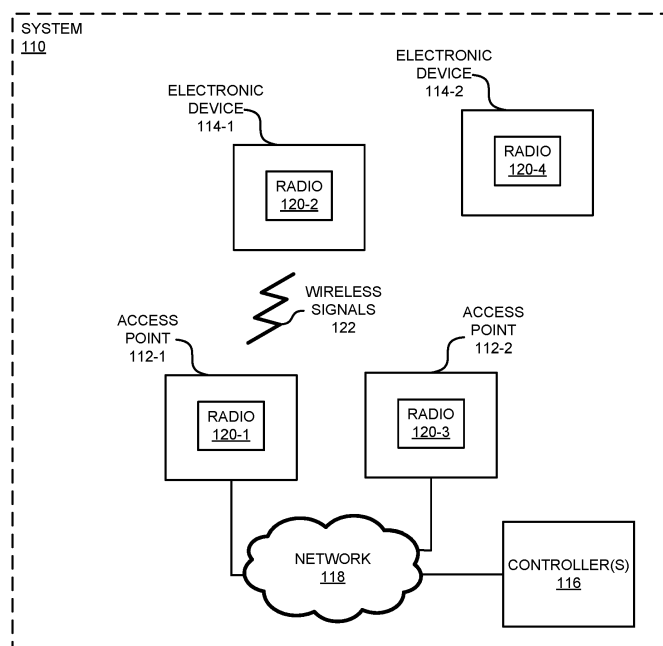 SYSTEM
110
ELECTRONIC
DEVICE
114-1
ELECTRONIC
DEVICE
114-2
RADIO
120-2
RADIO
120-4
WIRELESS
SIGNALS
122
ACCESS
POINT
112-1
ACCESS
POINT
112-2
RADIO
120-1
RADIO
120-3
NETWORK
118
CONTROLLER(S)
116